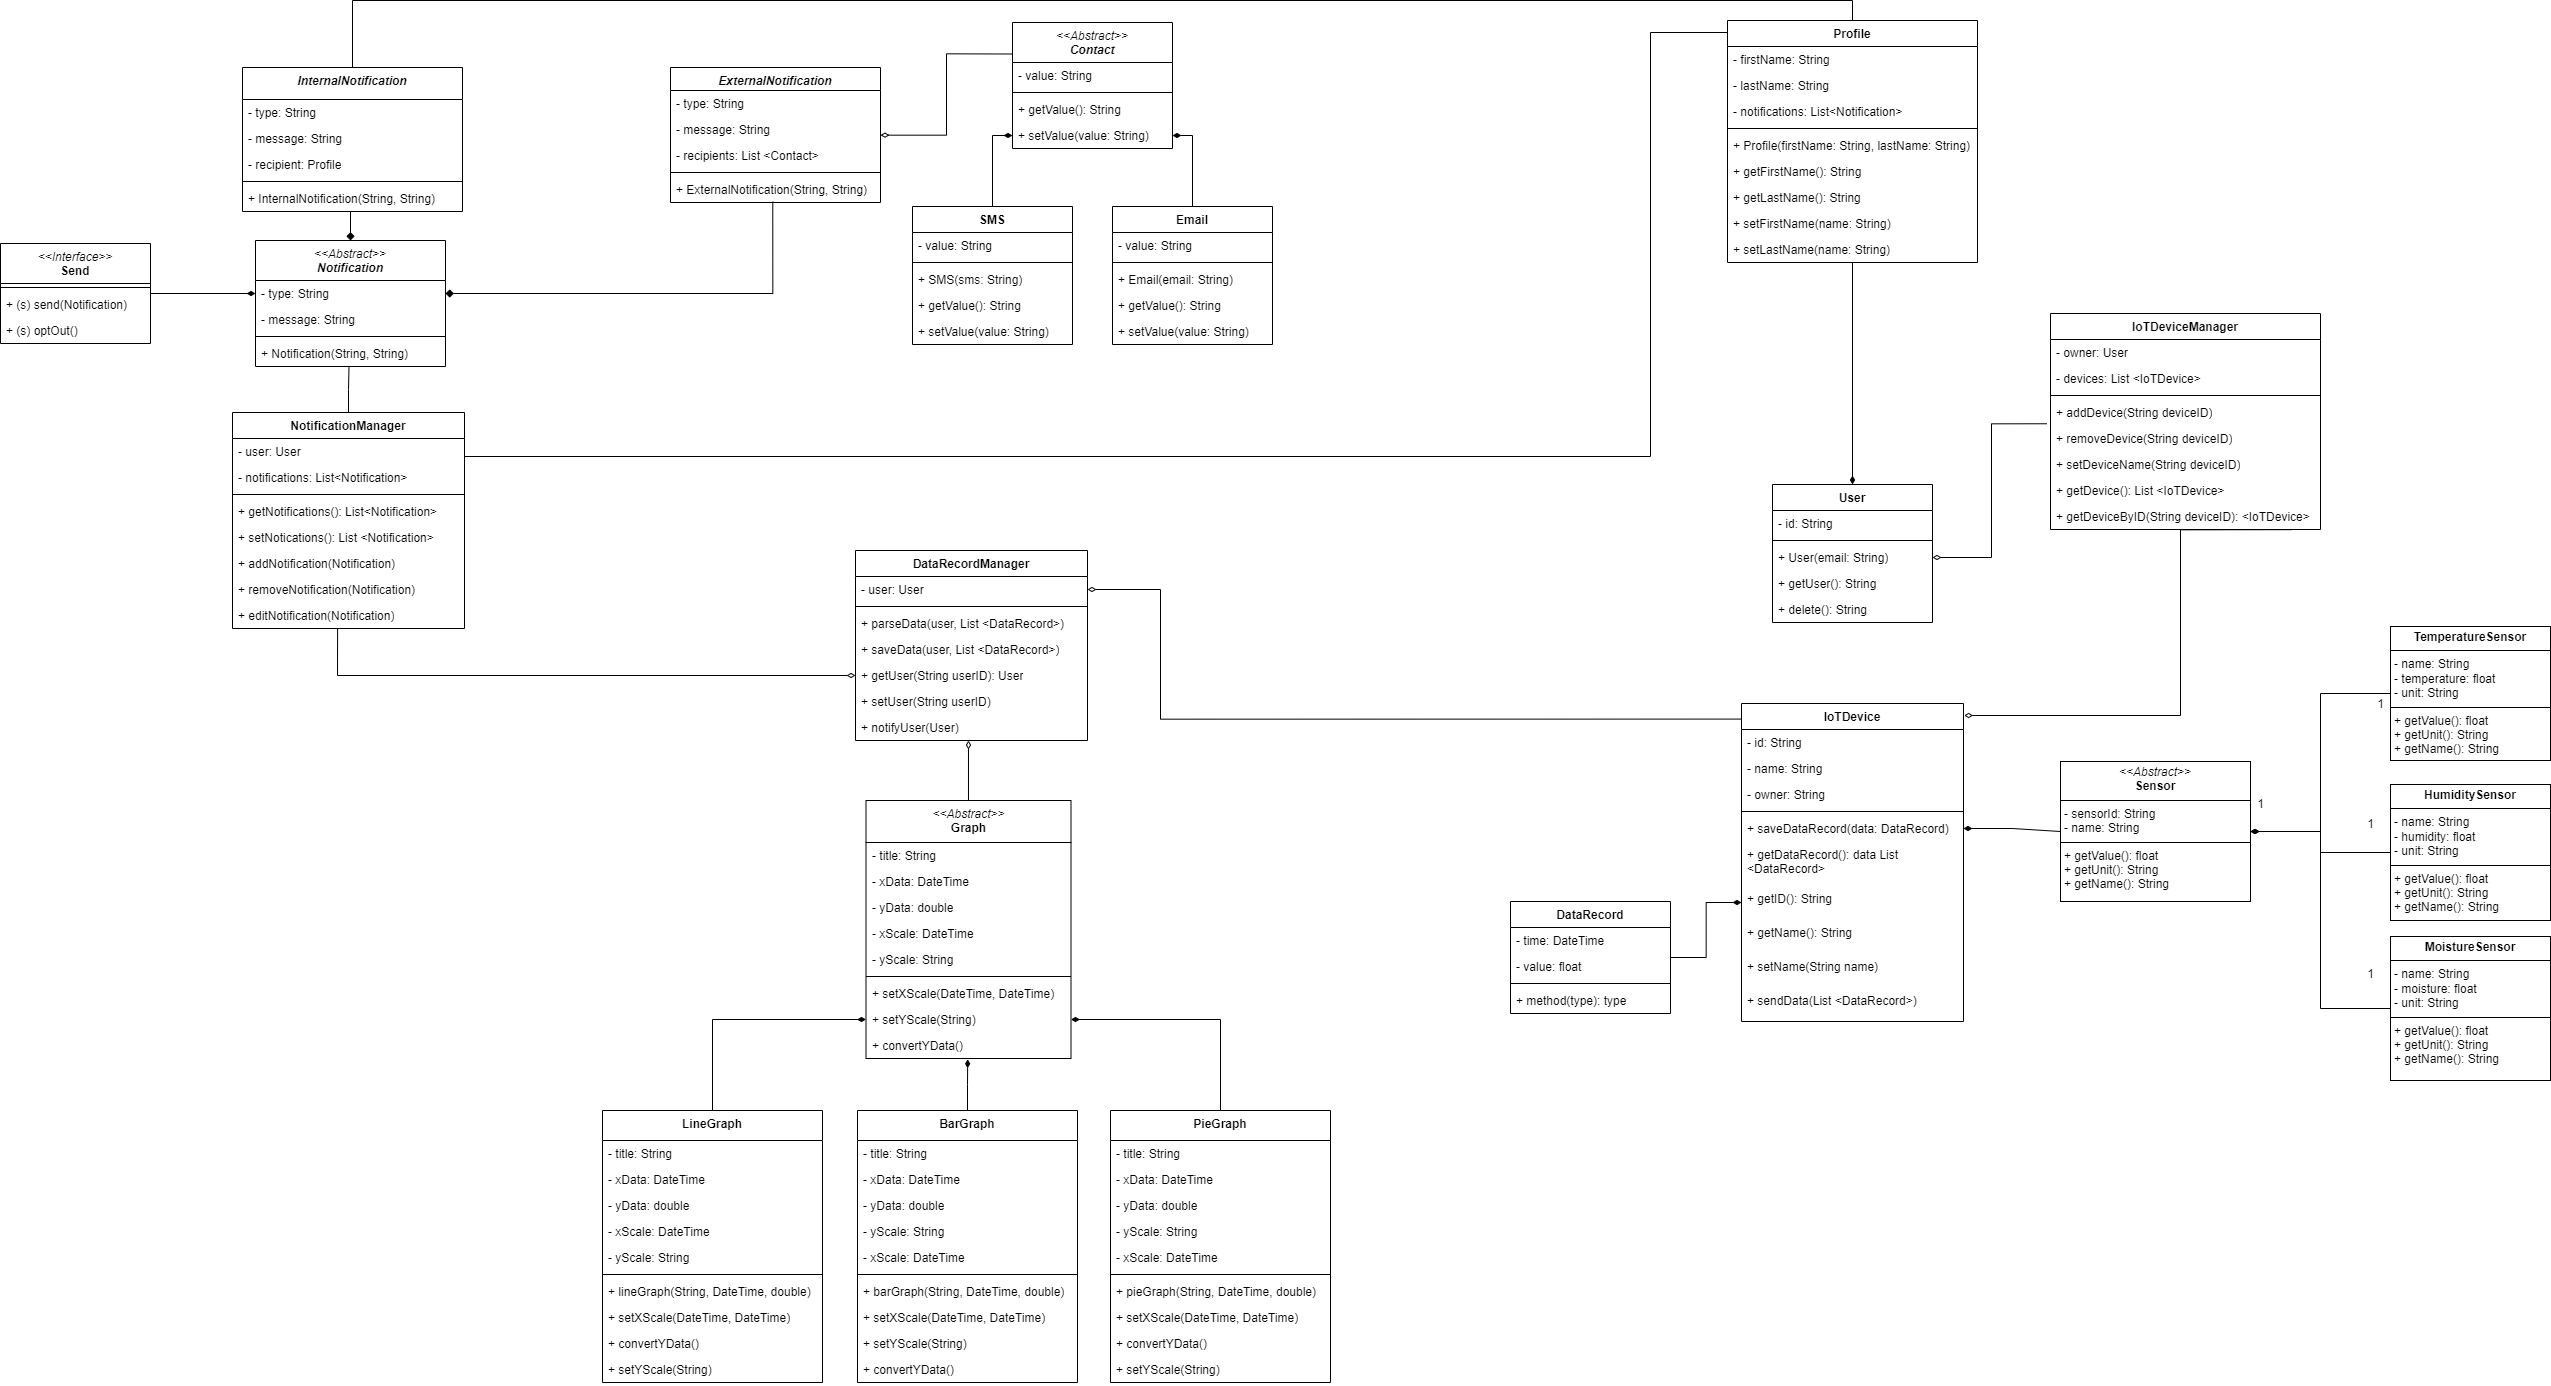 InternalNotification
- type: String
- message: String
- recipient: Profile
+ InternalNotification(String, String)
ExternalNotification
- type: String
- message: String
- recipients: List <Contact>
+ ExternalNotification(String, String)
<<Abstract>>
Contact
- value: String
+ getValue(): String
+ setValue(value: String)
Profile
- firstName: String
- lastName: String
- notifications: List<Notification>
+ Profile(firstName: String, lastName: String)
+ getFirstName(): String
+ getLastName(): String
+ setFirstName(name: String)
+ setLastName(name: String)
<<Interface>>
Send
+ (s) send(Notification)
+ (s) optOut()
<<Abstract>>
Notification
- type: String
- message: String
+ Notification(String, String)
SMS
- value: String
+ SMS(sms: String)
+ getValue(): String
+ setValue(value: String)
Email
- value: String
+ Email(email: String)
+ getValue(): String
+ setValue(value: String)
IoTDeviceManager
- owner: User
- devices: List <IoTDevice>
+ addDevice(String deviceID)
+ removeDevice(String deviceID)
+ setDeviceName(String deviceID)
+ getDevice(): List <IoTDevice>
+ getDeviceByID(String deviceID): <IoTDevice>
NotificationManager
- user: User
- notifications: List<Notification>
+ getNotifications(): List<Notification>
+ setNotications(): List <Notification>
+ addNotification(Notification)
+ removeNotification(Notification)
+ editNotification(Notification)
User
- id: String
+ User(email: String)
+ getUser(): String
+ delete(): String
DataRecordManager
- user: User
+ parseData(user, List <DataRecord>)
+ saveData(user, List <DataRecord>)
+ getUser(String userID): User
+ setUser(String userID)
+ notifyUser(User)
TemperatureSensor
- name: String
- temperature: float
- unit: String
+ getValue(): float
+ getUnit(): String
+ getName(): String
1
IoTDevice
- id: String
- name: String
- owner: String
+ saveDataRecord(data: DataRecord)
+ getDataRecord(): data List
<DataRecord>
+ getID(): String
+ getName(): String
+ setName(String name)
+ sendData(List <DataRecord>)
<<Abstract>>
Sensor
- sensorId: String
- name: String
+ getValue(): float
+ getUnit(): String
+ getName(): String
1
HumiditySensor
- name: String
- humidity: float
- unit: String
+ getValue(): float
+ getUnit(): String
+ getName(): String
1
<<Abstract>>
Graph
- title: String
- xData: DateTime
- yData: double
- xScale: DateTime
- yScale: String
+ setXScale(DateTime, DateTime)
+ setYScale(String)
+ convertYData()
DataRecord
- time: DateTime
- value: float
+ method(type): type
MoistureSensor
- name: String
- moisture: float
- unit: String
+ getValue(): float
+ getUnit(): String
+ getName(): String
1
LineGraph
- title: String
- xData: DateTime
- yData: double
- xScale: DateTime
- yScale: String
+ lineGraph(String, DateTime, double)
+ setXScale(DateTime, DateTime)
+ convertYData()
+ setYScale(String)
BarGraph
- title: String
- xData: DateTime
- yData: double
- yScale: String
- xScale: DateTime
+ barGraph(String, DateTime, double)
+ setXScale(DateTime, DateTime)
+ setYScale(String)
+ convertYData()
PieGraph
- title: String
- xData: DateTime
- yData: double
- yScale: String
- xScale: DateTime
+ pieGraph(String, DateTime, double)
+ setXScale(DateTime, DateTime)
+ convertYData()
+ setYScale(String)